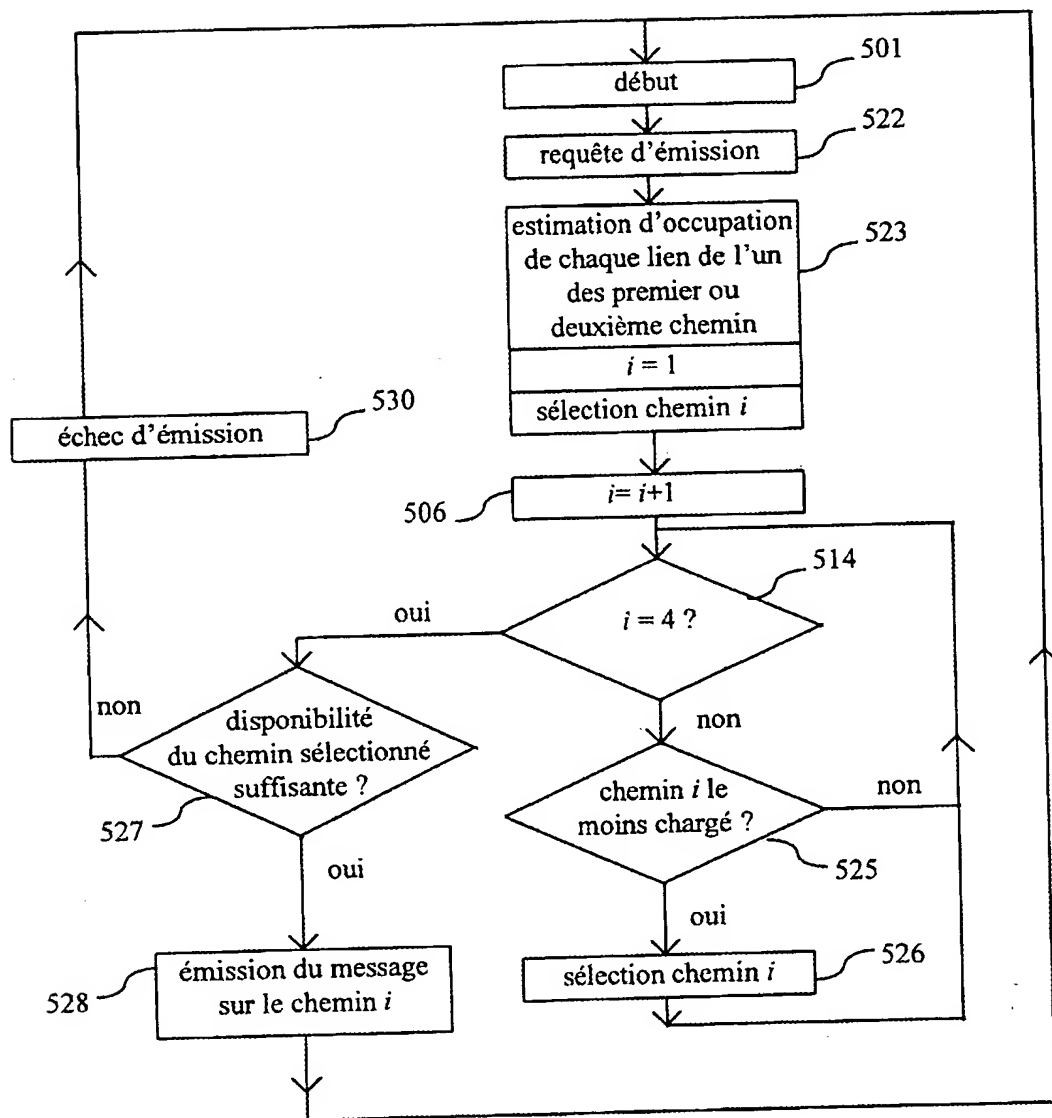 501
début
522
requête d'émission
523
estimation d'occupation
de chaque lien de l'un
des premier ou
deuxième chemin
i = 1
sélection chemin i
530
échec d'émission
506
i= i+1
514
i = 4 ?
oui
non
non
disponibilité
du chemin sélectionné
suffisante ?
527
chemin i le
moins chargé ?
non
525
oui
oui
526
sélection chemin i
528
émission du message
sur le chemin i